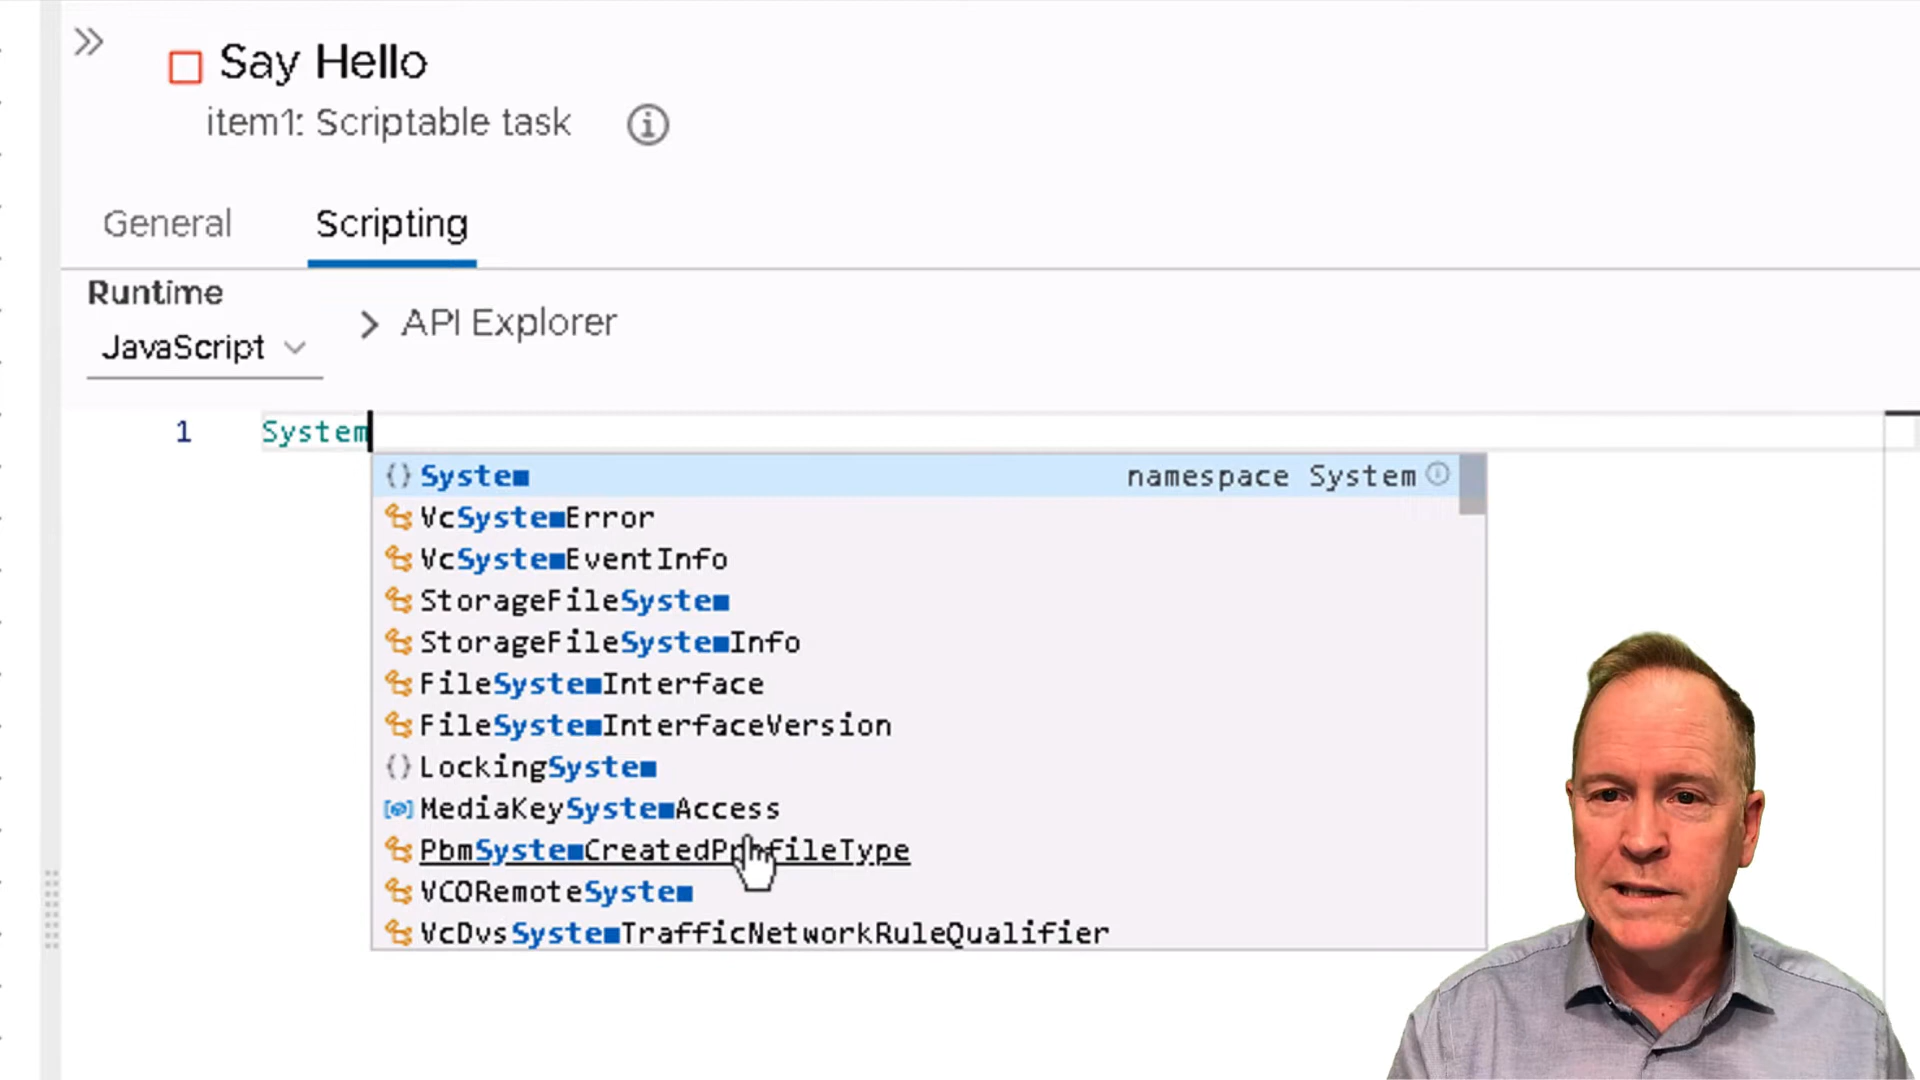 Say Hello
item1: Scriptable task
General Scripting
Runtime
JavaScript
API Explorer
1 System
System namespace System
VcSystemError
VcSystemEventInfo
StorageFileSystem
StorageFileSystemInfo
FileSystemInterface
FileSystemInterfaceVersion
LockingSystem
MediaKeySystemAccess
PbmSystemCreatedProfileType
VCORemoteSystem
VcDvsSystemTrafficNetworkRuleQualifier